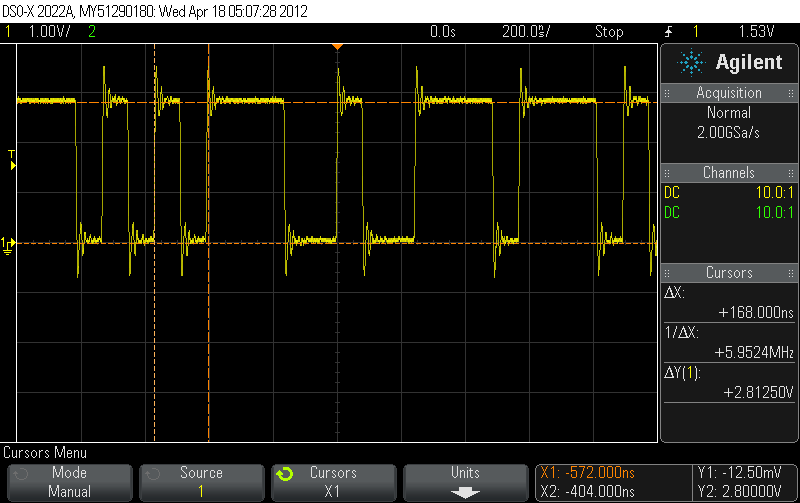 DSO-X 2022A, MY51290180: Wed Apr 18 05:07:28 2012
1 1.00V/ 2 0.0s 200.0s/ Stop 1 1.53V
Agilent
Acquisition
Normal
2.00GSa/s
Channels
DC 10.0:1
DC 10.0:1
Cursors
ΔX:
+168.000ns
1/ΔX:
+5.9524MHz
ΔY(1):
+2.81250V
T
1
Cursors Menu
Mode
Manual
Source
1
Cursors
X1
Units
X1: -572.000ns
X2: -404.000ns
Y1: -12.50mV
Y2: 2.80000V